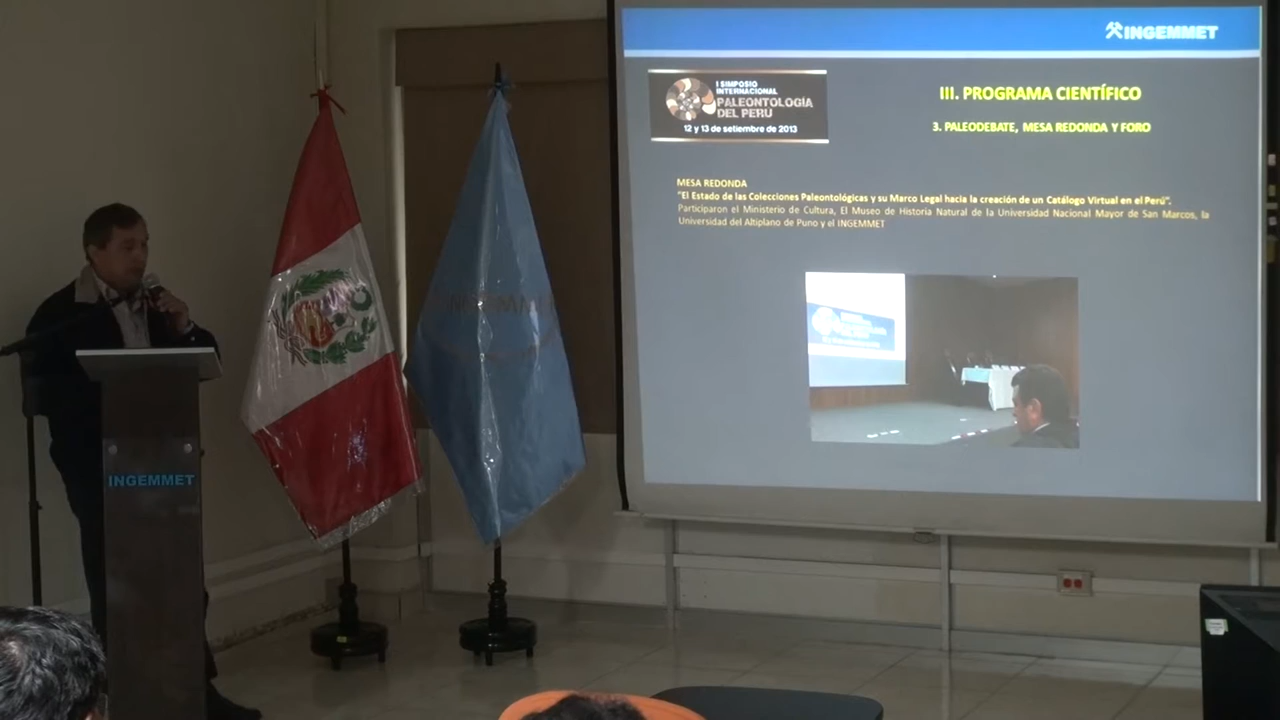 INGEMMET
I SIMPOSIO
INTERNACIONAL
PALEONTOLOGÍA
DEL PERÚ
12 y 13 de setiembre de 2013
III. PROGRAMA CIENTÍFICO
3. PALEODEBATE, MESA REDONDA Y FORO
MESA REDONDA
"El Estado de las Colecciones Paleontológicas y su Marco Legal hacia la creación de un Catálogo Virtual en el Perú".
Participaron el Ministerio de Cultura, El Museo de Historia Natural de la Universidad Nacional Mayor de San Marcos, la
Universidad del Altiplano de Puno y el INGEMMET
INGEMMET